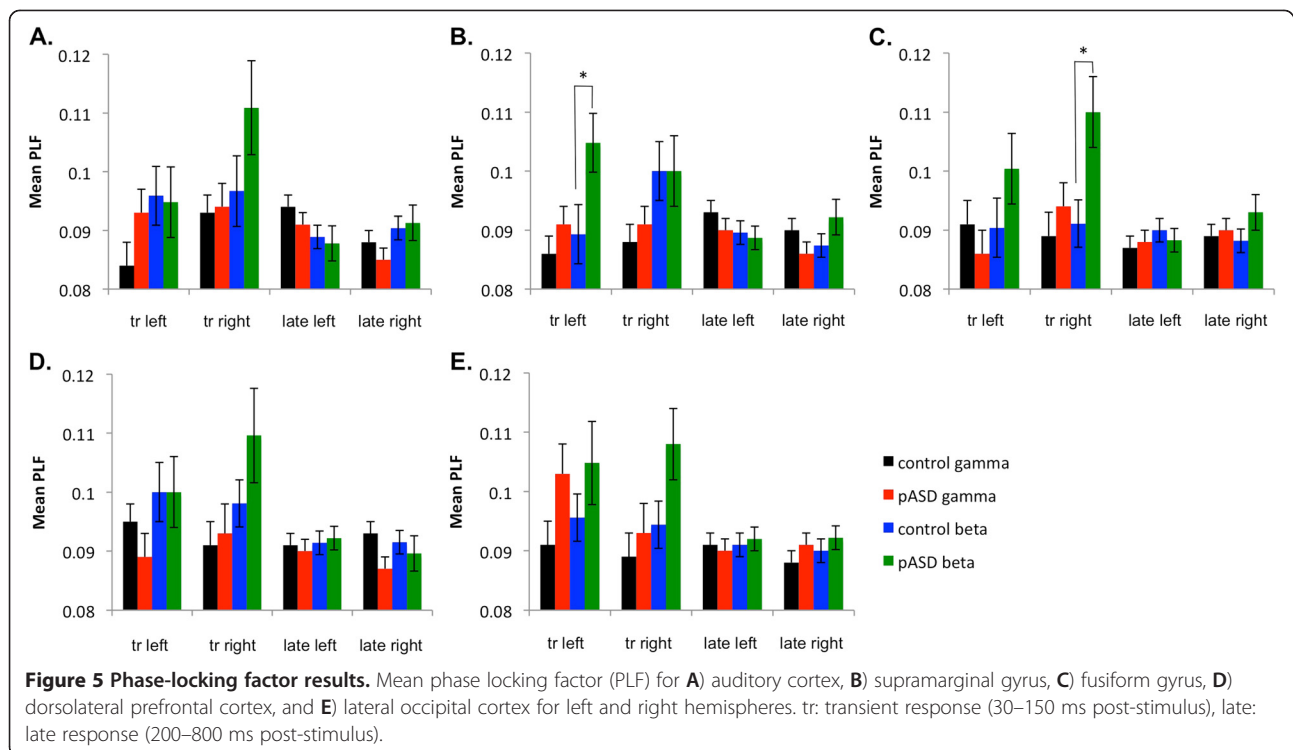 A.
0.12
0.11
0.1
0.09
0.08
Mean PLF
tr left tr right late left late right
B.
0.12
0.11
0.1
0.09
0.08
Mean PLF
*
tr left tr right late left late right
C.
0.12
0.11
0.1
0.09
0.08
Mean PLF
*
tr left tr right late left late right
D.
0.12
0.11
0.1
0.09
0.08
Mean PLF
tr left tr right late left late right
E.
0.12
0.11
0.1
0.09
0.08
Mean PLF
tr left tr right late left late right
control gamma
pASD gamma
control beta
pASD beta
Figure 5 Phase-locking factor results. Mean phase locking factor (PLF) for A) auditory cortex, B) supramarginal gyrus, C) fusiform gyrus, D)
dorsolateral prefrontal cortex, and E) lateral occipital cortex for left and right hemispheres. tr: transient response (30–150 ms post-stimulus), late:
late response (200–800 ms post-stimulus).